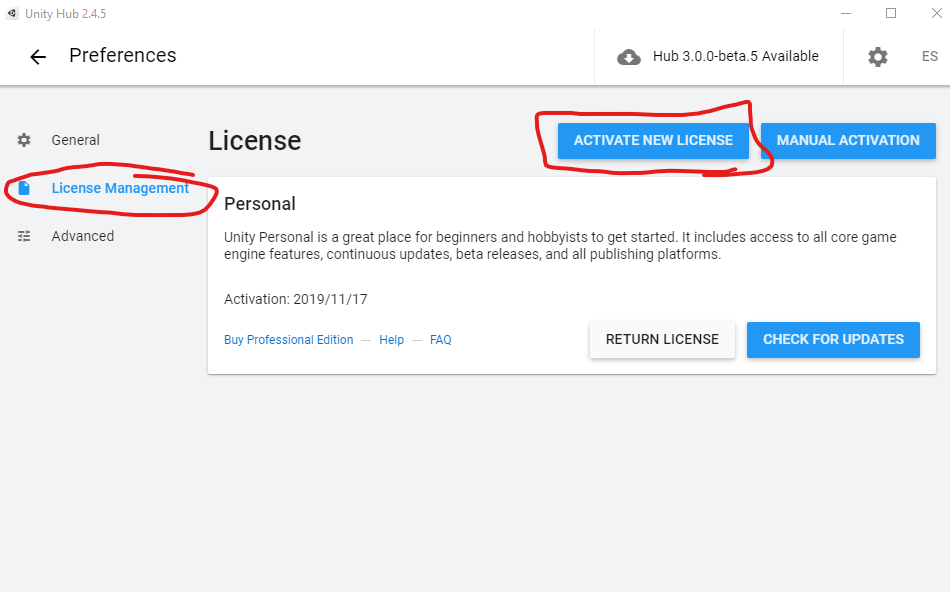 Unity Hub 2.4.5
Preferences
Hub 3.0.0-beta.5 Available
ES
General
License Management
Advanced
License
ACTIVATE NEW LICENSE
MANUAL ACTIVATION
Personal
Unity Personal is a great place for beginners and hobbyists to get started. It includes access to all core game
engine features, continuous updates, beta releases, and all publishing platforms.
Activation: 2019/11/17
Buy Professional Edition — Help — FAQ
RETURN LICENSE
CHECK FOR UPDATES